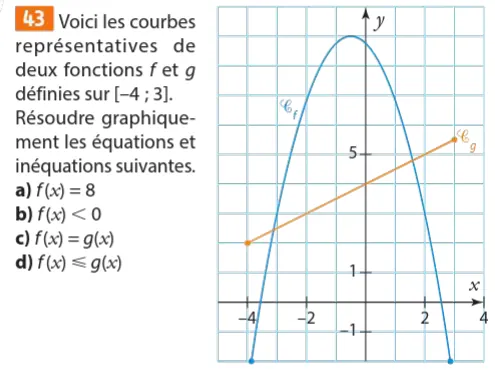 43 Voici les courbes
représentatives de
deux fonctions f et g
définies sur [–4 ; 3].
Résoudre graphique-
ment les équations et
inéquations suivantes.
a) f(x) = 8
b) f(x) < 0
c) f(x) = g(x)
d) f(x) ⩽ g(x)
y
𝒞f
𝒞g
5
1
x
–4 –2 2 4
–1